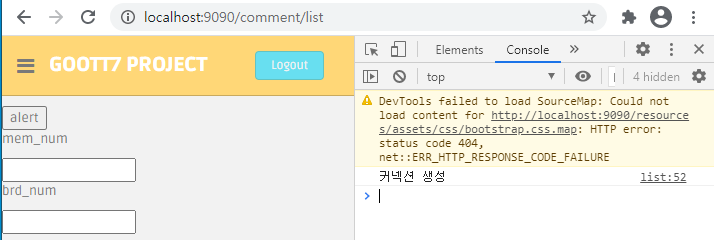 localhost:9090/comment/list
GOOTT7 PROJECT
Logout
alert
mem_num
brd_num
Elements
Console
top
4 hidden
DevTools failed to load SourceMap: Could not
load content for http://localhost:9090/resourc
es/assets/css/bootstrap.css.map: HTTP error:
status code 404,
net::ERR_HTTP_RESPONSE_CODE_FAILURE
커넥션 생성 list:52